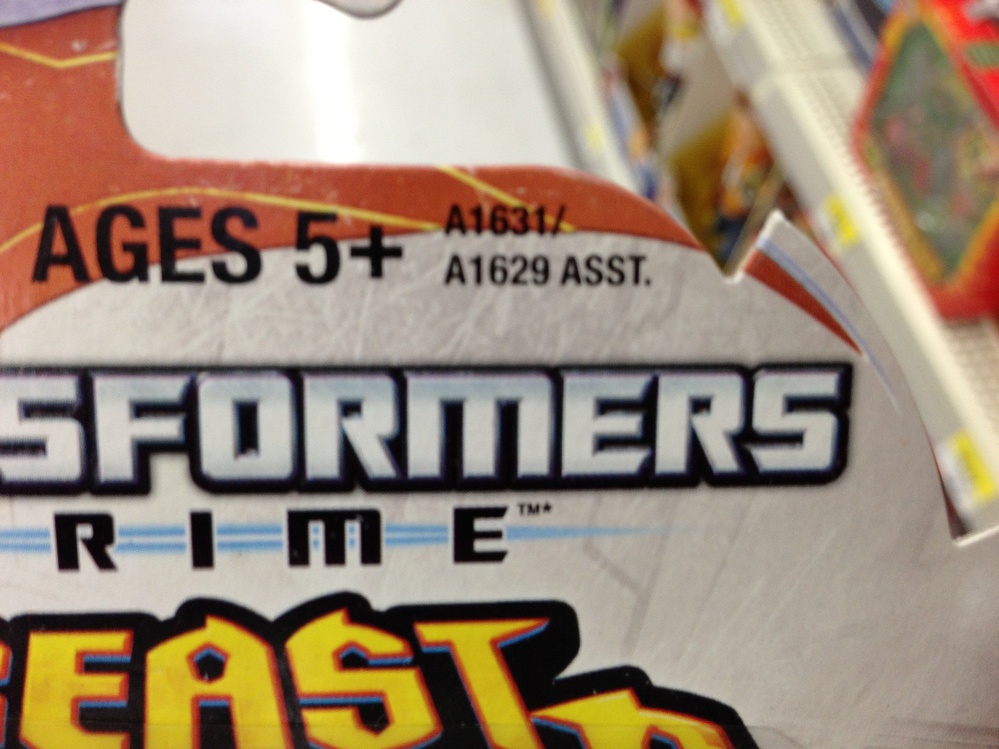 AGES 5+ A1631/
A1629 ASST.
SFORMERS
RIME™*
EAST